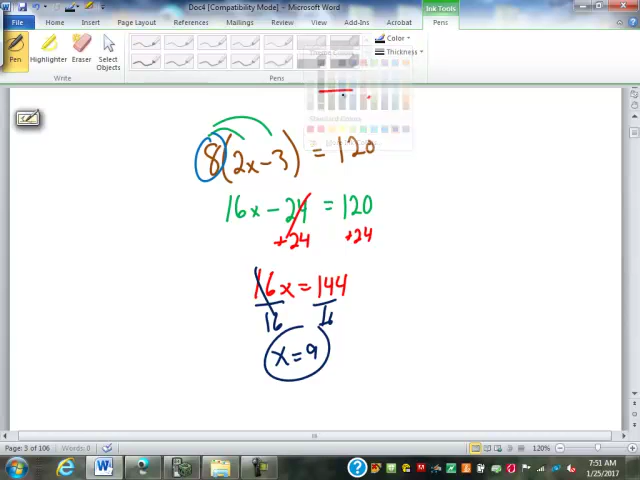 Doc4 [Compatibility Mode] - Microsoft Word
Ink Tools
File Home Insert Page Layout References Mailings Review View Add-Ins Acrobat Pens
Pen Highlighter Eraser Select Objects
Color
Thickness
Write Pens
Standard Colors
8(2x-3) = 120
16x - 24 = 120
+24 +24
16x = 144
16 16
x = 9
Page: 3 of 106 Words: 0 120%
7:51 AM
1/25/2017